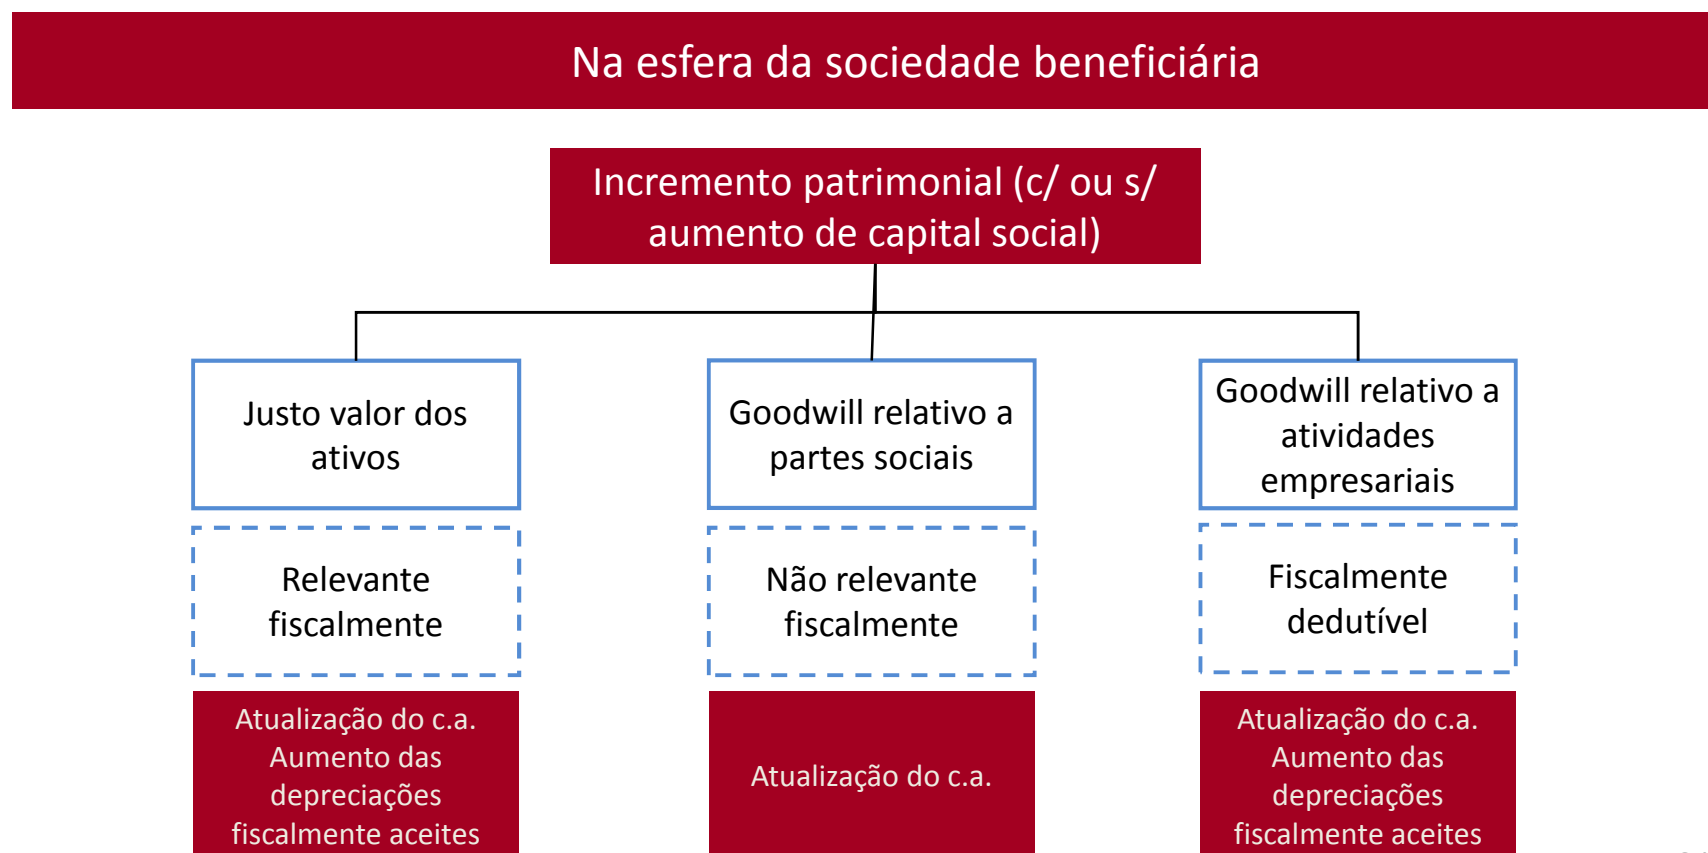 Na esfera da sociedade beneficiária
Incremento patrimonial (c/ ou s/
aumento de capital social)
Justo valor dos
ativos
Goodwill relativo a
partes sociais
Goodwill relativo a
atividades
empresariais
Relevante
fiscalmente
Não relevante
fiscalmente
Fiscalmente
dedutível
Atualização do c.a.
Aumento das
depreciações
fiscalmente aceites
Atualização do c.a.
Atualização do c.a.
Aumento das
depreciações
fiscalmente aceites